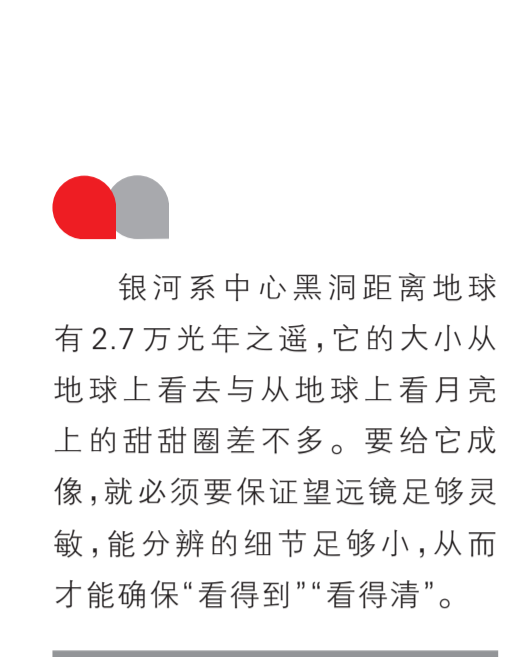 银河系中心黑洞距离地球
有2.7万光年之遥,它的大小从
地球上看去与从地球上看月亮
上的甜甜圈差不多。要给它成
像,就必须要保证望远镜足够灵
敏,能分辨的细节足够小,从而
才能确保“看得到”“看得清”。